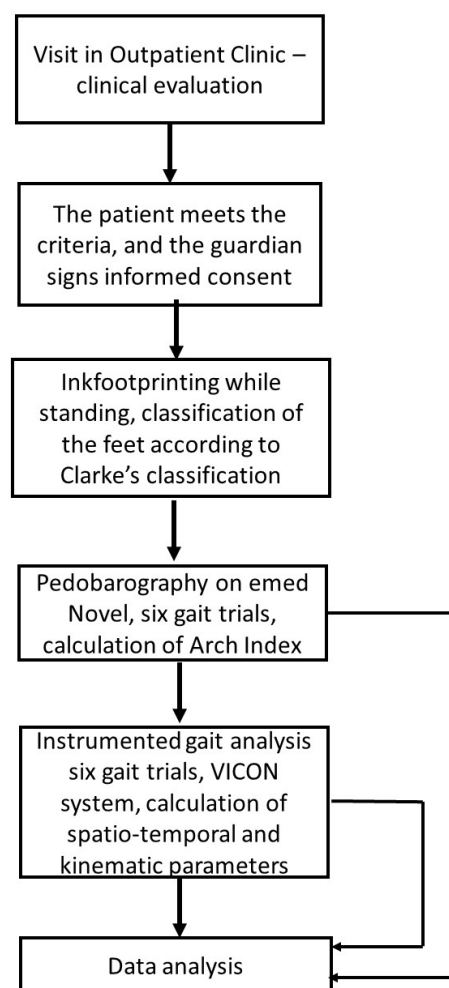 Visit in Outpatient Clinic –
clinical evaluation
The patient meets the
criteria, and the guardian
signs informed consent
Inkfootprinting while
standing, classification of
the feet according to
Clarke’s classification
Pedobarography on emed
Novel, six gait trials,
calculation of Arch Index
Instrumented gait analysis
six gait trials, VICON
system, calculation of
spatio-temporal and
kinematic parameters
Data analysis